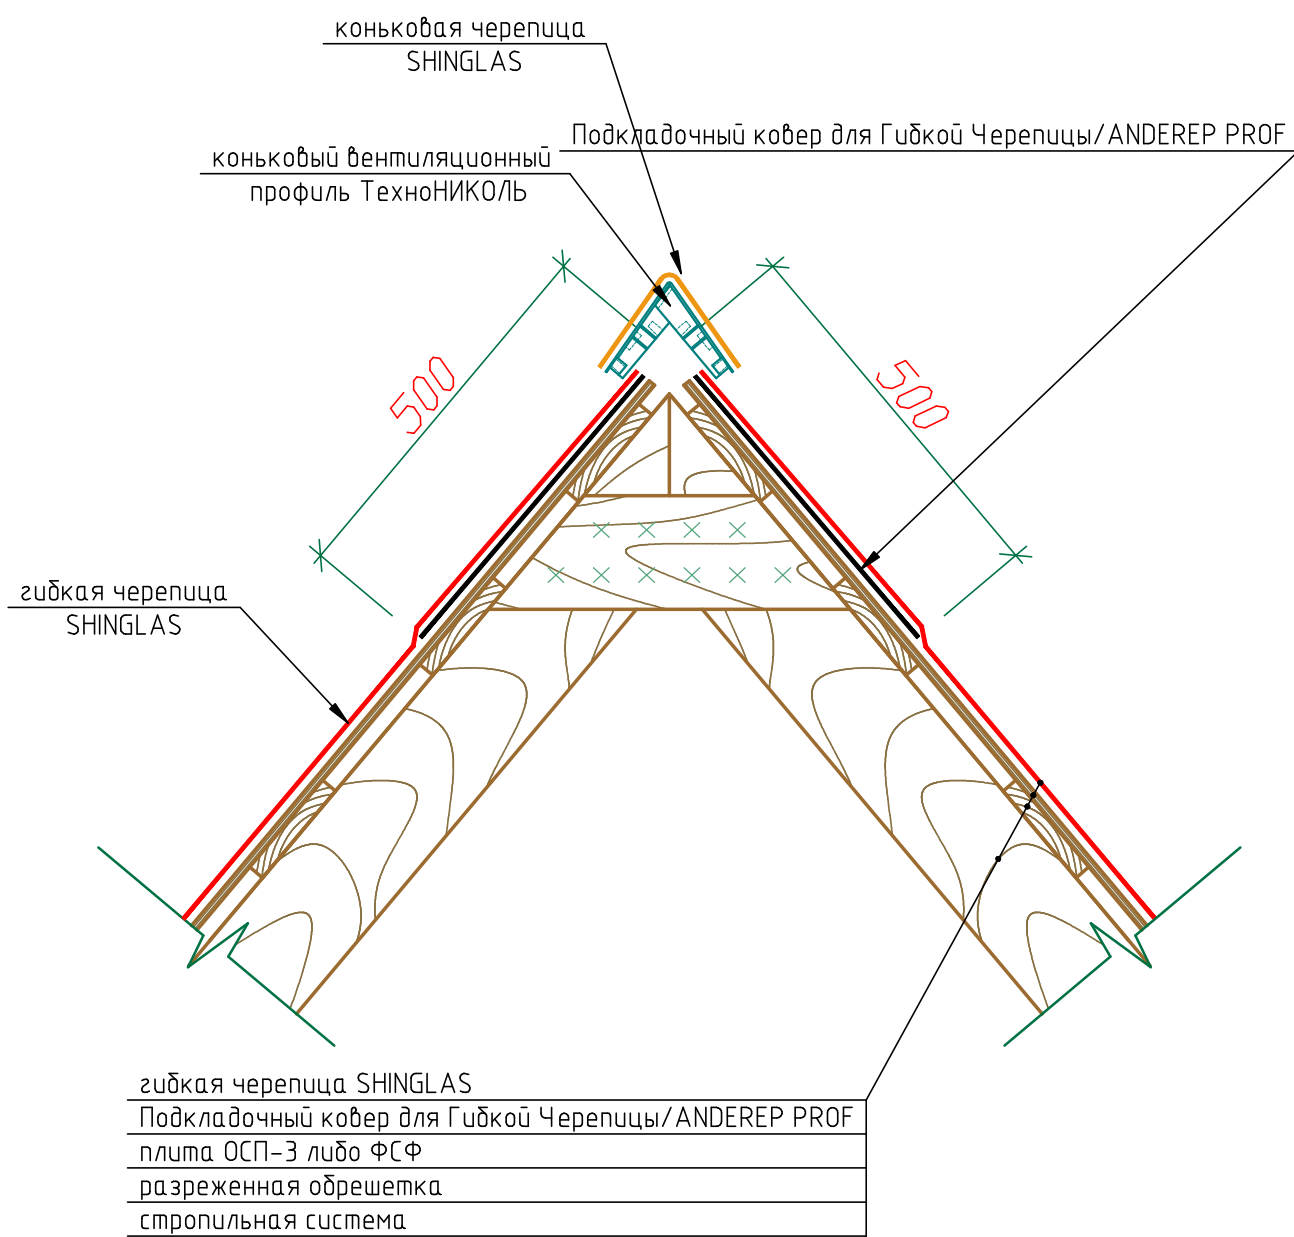 коньковая черепица
SHINGLAS
Подкладочный ковер для Гибкой Черепицы/ANDEREP PROF
коньковый вентиляционный
профиль ТехноНИКОЛЬ
500
500
гибкая черепица
SHINGLAS
гибкая черепица SHINGLAS
Подкладочный ковер для Гибкой Черепицы/ANDEREP PROF
плита ОСП-3 либо ФСФ
разреженная обрешетка
стропильная система